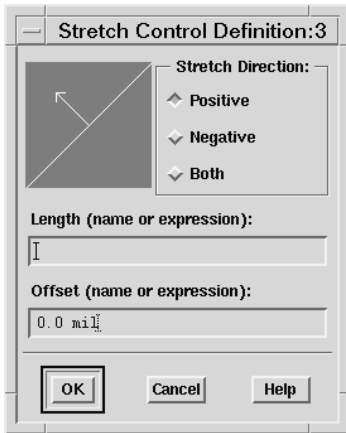 Stretch Control Definition:3
Stretch Direction:
Positive
Negative
Both
Length (name or expression):
Offset (name or expression):
0.0 mil
OK Cancel Help